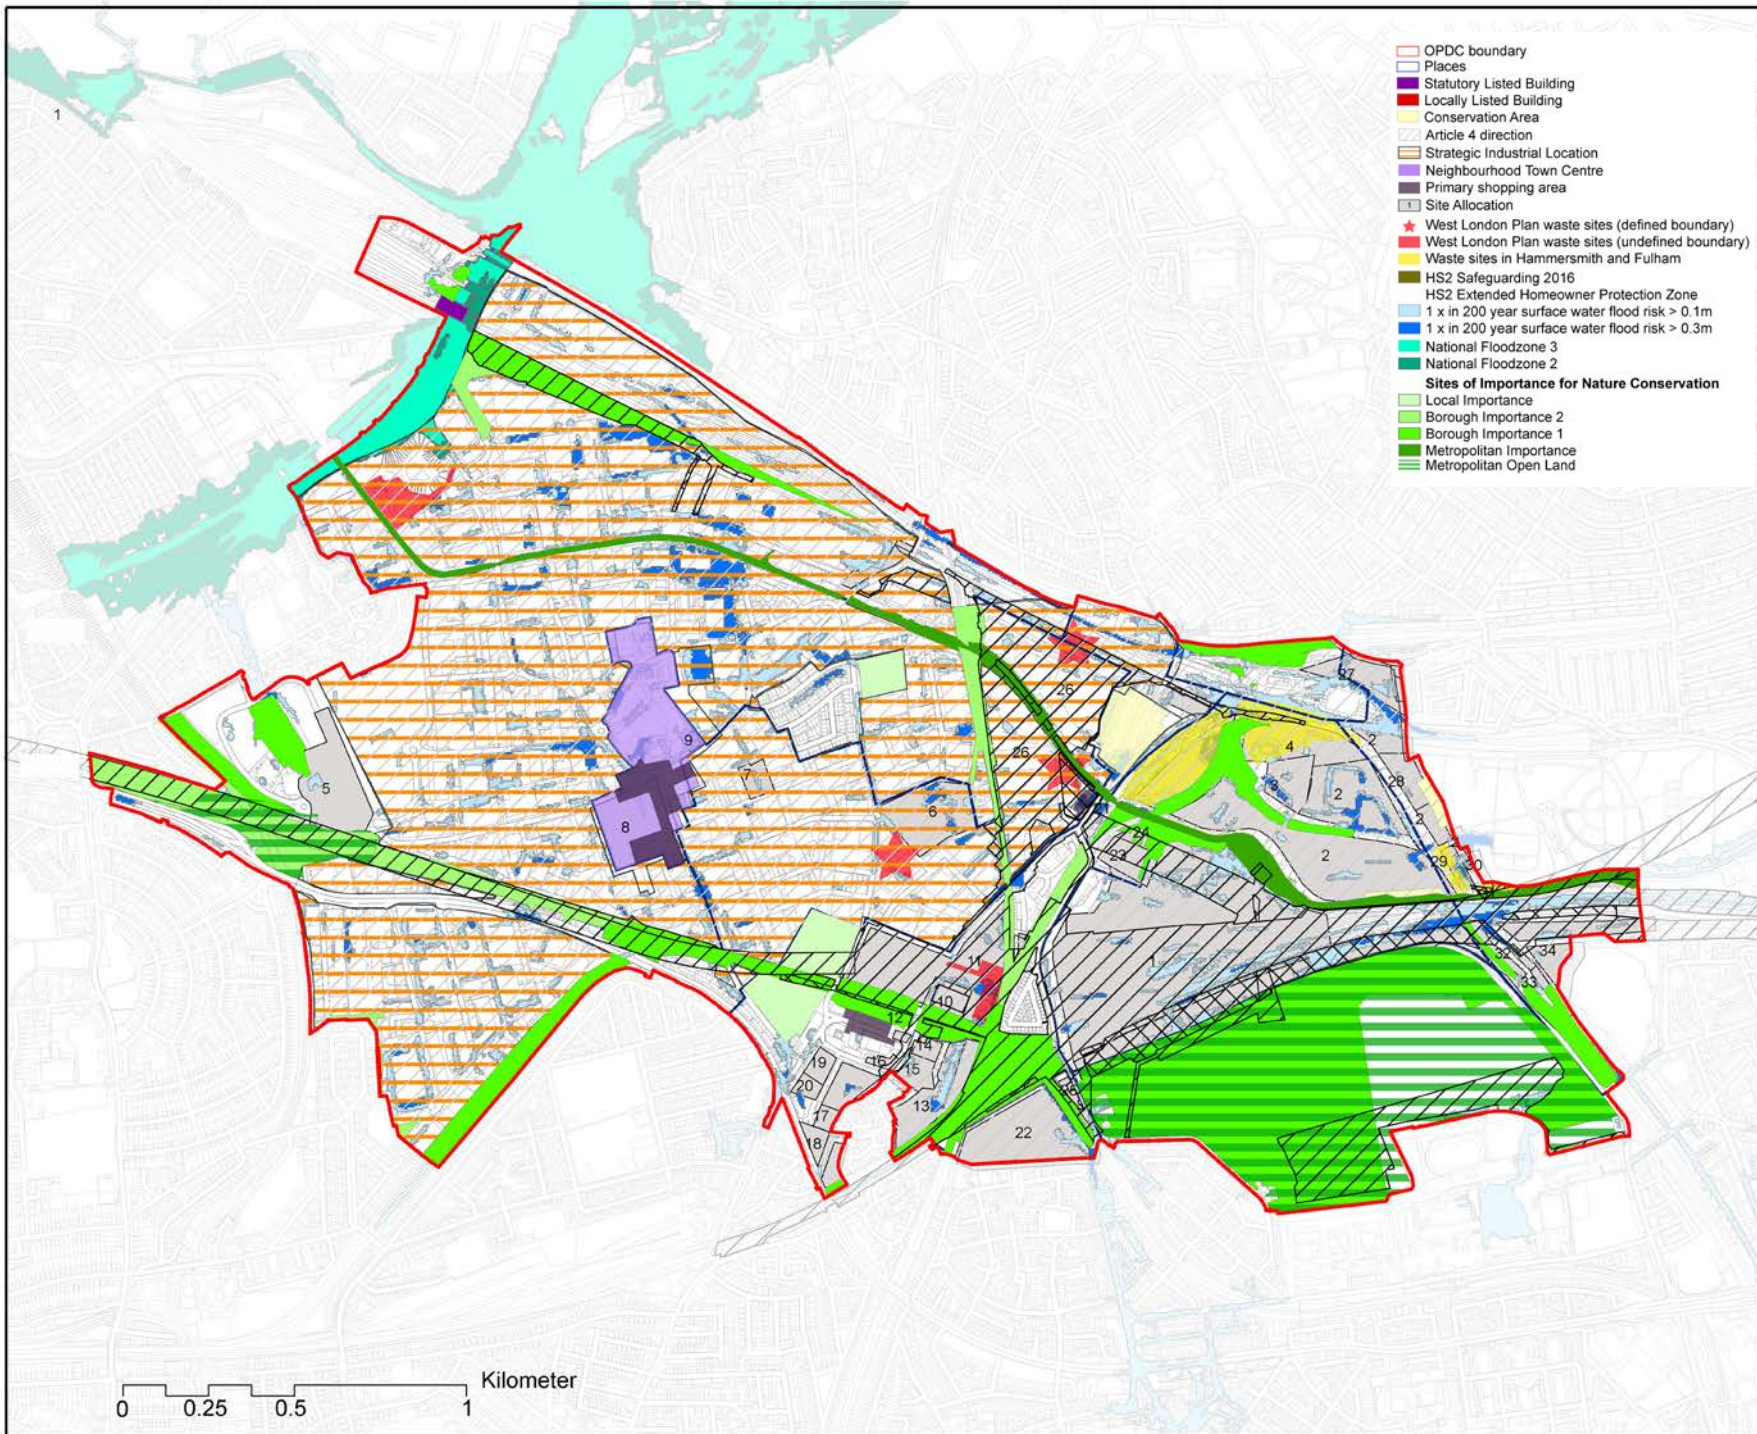 OPDC boundary
Places
Statutory Listed Building
Locally Listed Building
Conservation Area
Article 4 direction
Strategic Industrial Location
Neighbourhood Town Centre
Primary shopping area
1 Site Allocation
West London Plan waste sites (defined boundary)
West London Plan waste sites (undefined boundary)
Waste sites in Hammersmith and Fulham
HS2 Safeguarding 2016
HS2 Extended Homeowner Protection Zone
1 x in 200 year surface water flood risk > 0.1m
1 x in 200 year surface water flood risk > 0.3m
National Floodzone 3
National Floodzone 2
Sites of Importance for Nature Conservation
Local Importance
Borough Importance 2
Borough Importance 1
Metropolitan Importance
Metropolitan Open Land
1
27
26
9
4
2
26
7
5
3
2
28
6
2
8
24
23
2
29
30
11
1
32
34
10
33
12
14
16
15
19
20
13
17
22
18
Kilometer
0 0.25 0.5 1